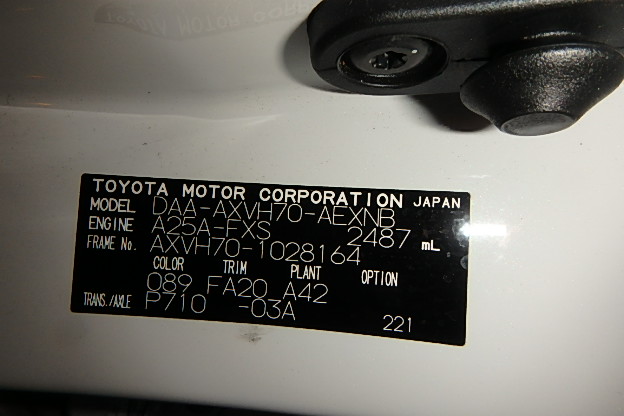 TOYOTA MOTOR CORPORATION JAPAN
MODEL DAA-AXVH70-AEXNB
ENGINE A25A-FXS 2487 mL
FRAME No. AXVH70-1028164
COLOR TRIM PLANT OPTION
089 FA20 A42
TRANS./AXLE P710 -03A
221